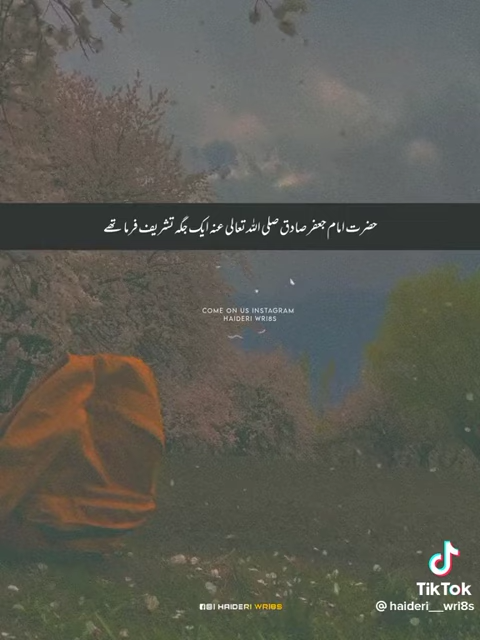 حضرت امام جعفر صادق صلی اللہ تعالی عنہ ایک جگہ تشریف فرما تھے
COME ON US INSTAGRAM
HAIDERI WRI8S
HAIDERI WRI8S
TikTok
@ haideri__wri8s